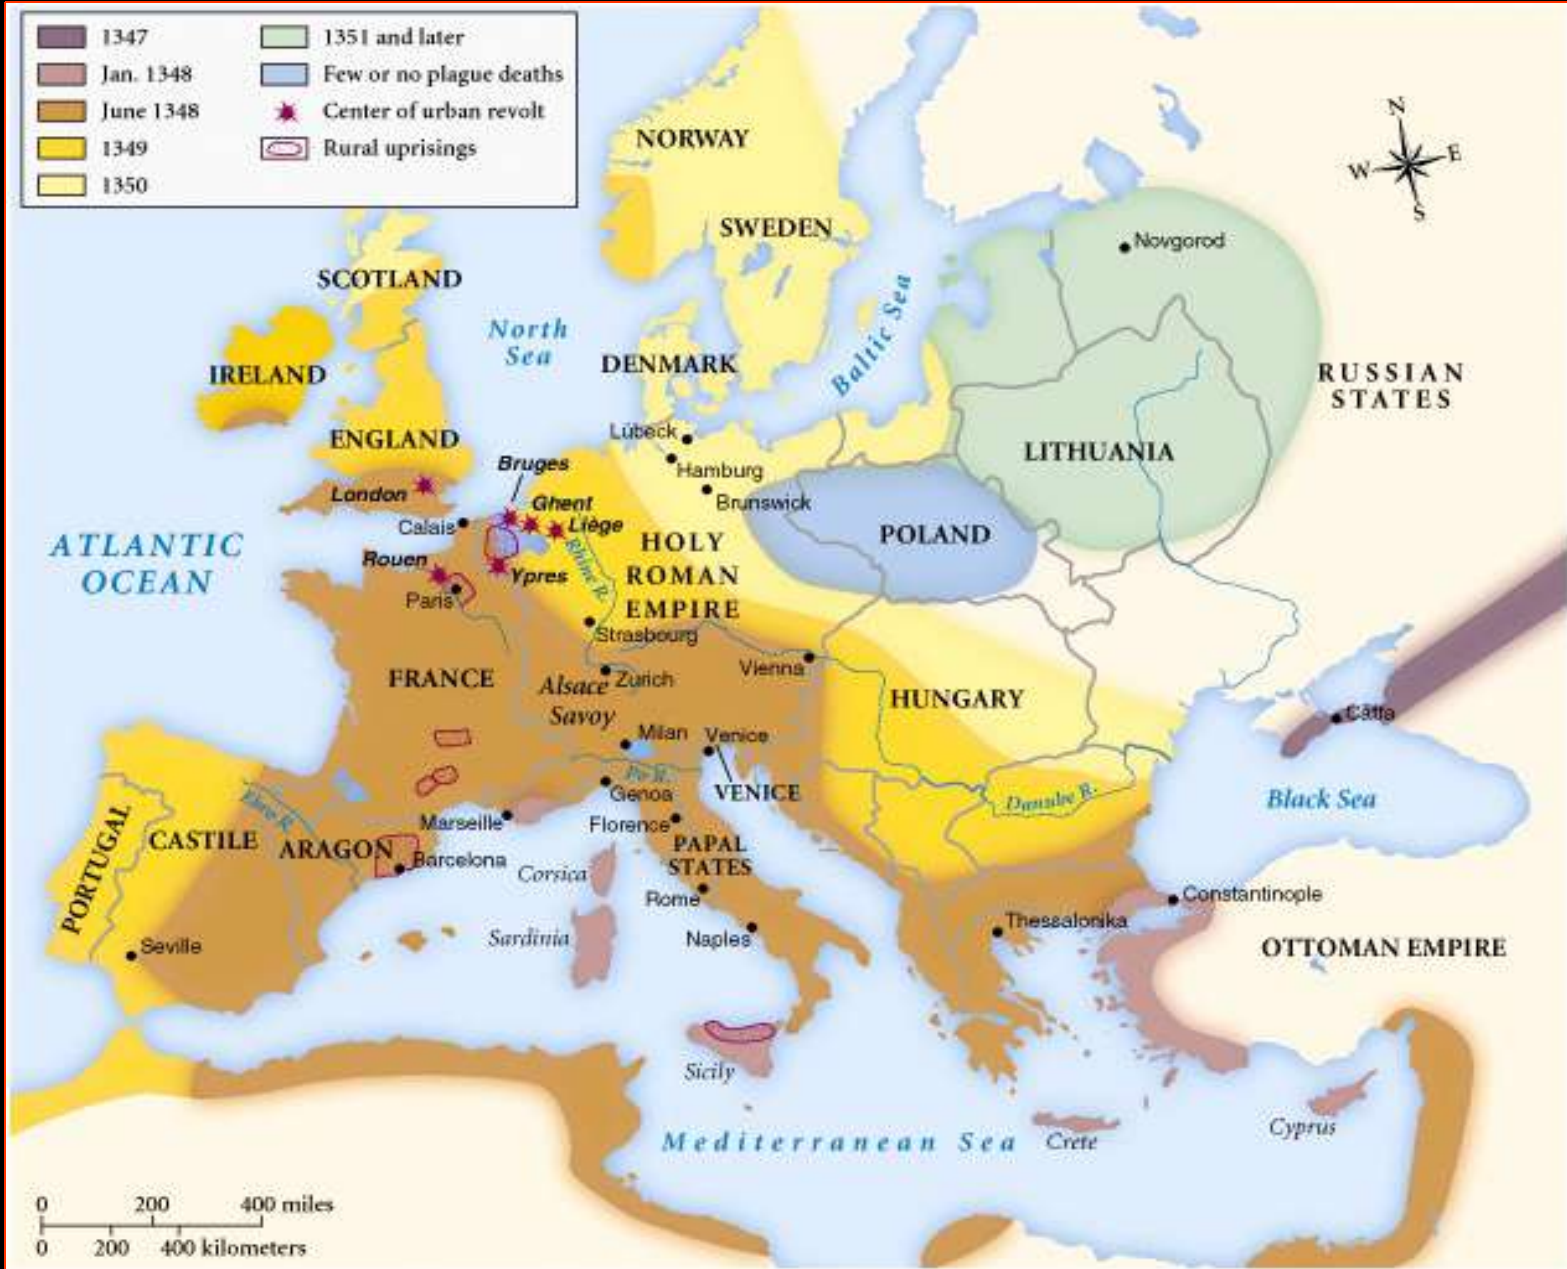 1347
Jan. 1348
June 1348
1349
1350
1351 and later
Few or no plague deaths
Center of urban revolt
Rural uprisings
N
W
E
S
NORWAY
SWEDEN
Novgorod
SCOTLAND
North
Sea
Baltic Sea
IRELAND
DENMARK
RUSSIAN
STATES
ENGLAND
Lübeck
Hamburg
LITHUANIA
Bruges
London
Ghent
Brunswick
Calais
Liège
ATLANTIC
OCEAN
HOLY
ROMAN
EMPIRE
POLAND
Rouen
Ypres
Rhine R.
Paris
Strasbourg
FRANCE
Alsace
Zurich
Vienna
Savoy
HUNGARY
Caffa
Milan
Venice
Po R.
Genoa
VENICE
Danube R.
Black Sea
Ebro R.
PORTUGAL
CASTILE
ARAGON
Marseille
Florence
PAPAL
STATES
Barcelona
Corsica
Rome
Constantinople
Seville
Sardinia
Naples
Thessalonika
OTTOMAN EMPIRE
Sicily
Mediterranean Sea
Crete
Cyprus
0 200 400 miles
0 200 400 kilometers